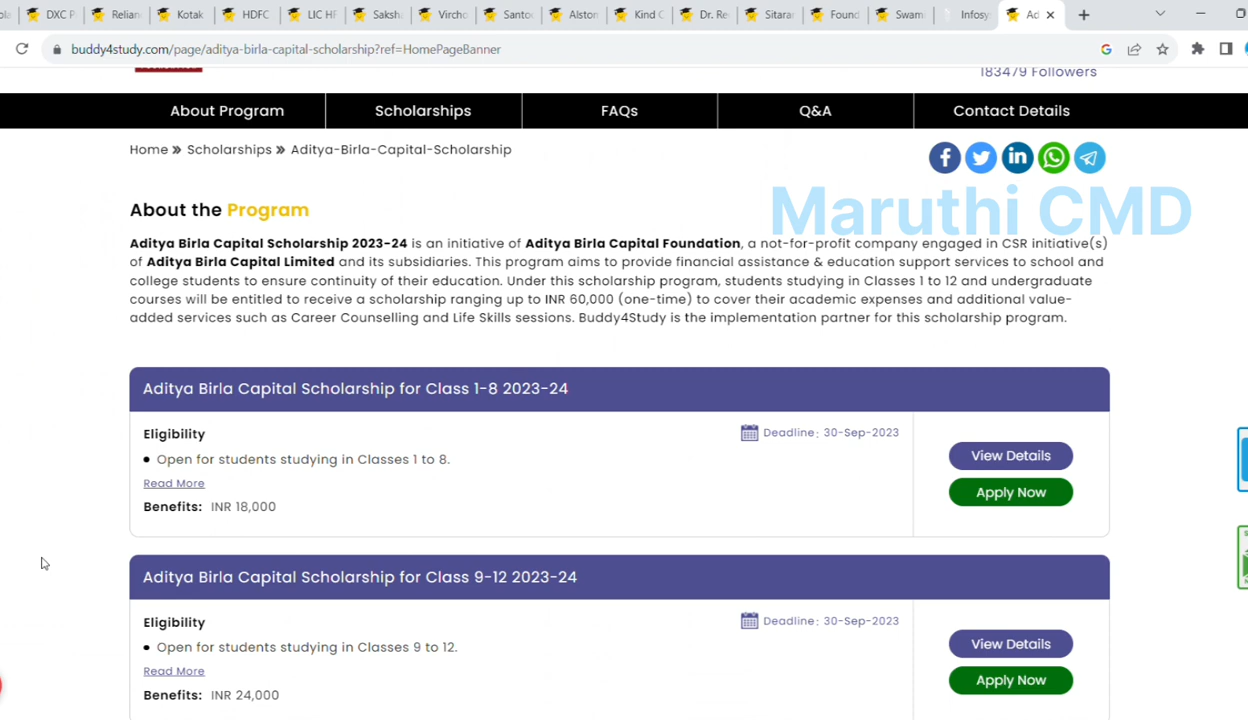 DXC P
Relian
Kotak
HDFC
LIC HF
Saksh
Vircho
Santoo
Alston
Kind C
Dr. Re
Sitarar
Found
Swam
Infosy
Ad
buddy4study.com/page/aditya-birla-capital-scholarship?ref=HomePageBanner
183479 Followers
About Program Scholarships FAQs Q&A Contact Details
Home » Scholarships » Aditya-Birla-Capital-Scholarship
Maruthi CMD
About the Program
Aditya Birla Capital Scholarship 2023-24 is an initiative of Aditya Birla Capital Foundation, a not-for-profit company engaged in CSR initiative(s)
of Aditya Birla Capital Limited and its subsidiaries. This program aims to provide financial assistance & education support services to school and
college students to ensure continuity of their education. Under this scholarship program, students studying in Classes 1 to 12 and undergraduate
courses will be entitled to receive a scholarship ranging up to INR 60,000 (one-time) to cover their academic expenses and additional value-
added services such as Career Counselling and Life Skills sessions. Buddy4Study is the implementation partner for this scholarship program.
Aditya Birla Capital Scholarship for Class 1-8 2023-24
Eligibility
Deadline: 30-Sep-2023
• Open for students studying in Classes 1 to 8.
View Details
Read More
Apply Now
Benefits: INR 18,000
Aditya Birla Capital Scholarship for Class 9-12 2023-24
Eligibility
Deadline: 30-Sep-2023
• Open for students studying in Classes 9 to 12.
View Details
Read More
Apply Now
Benefits: INR 24,000